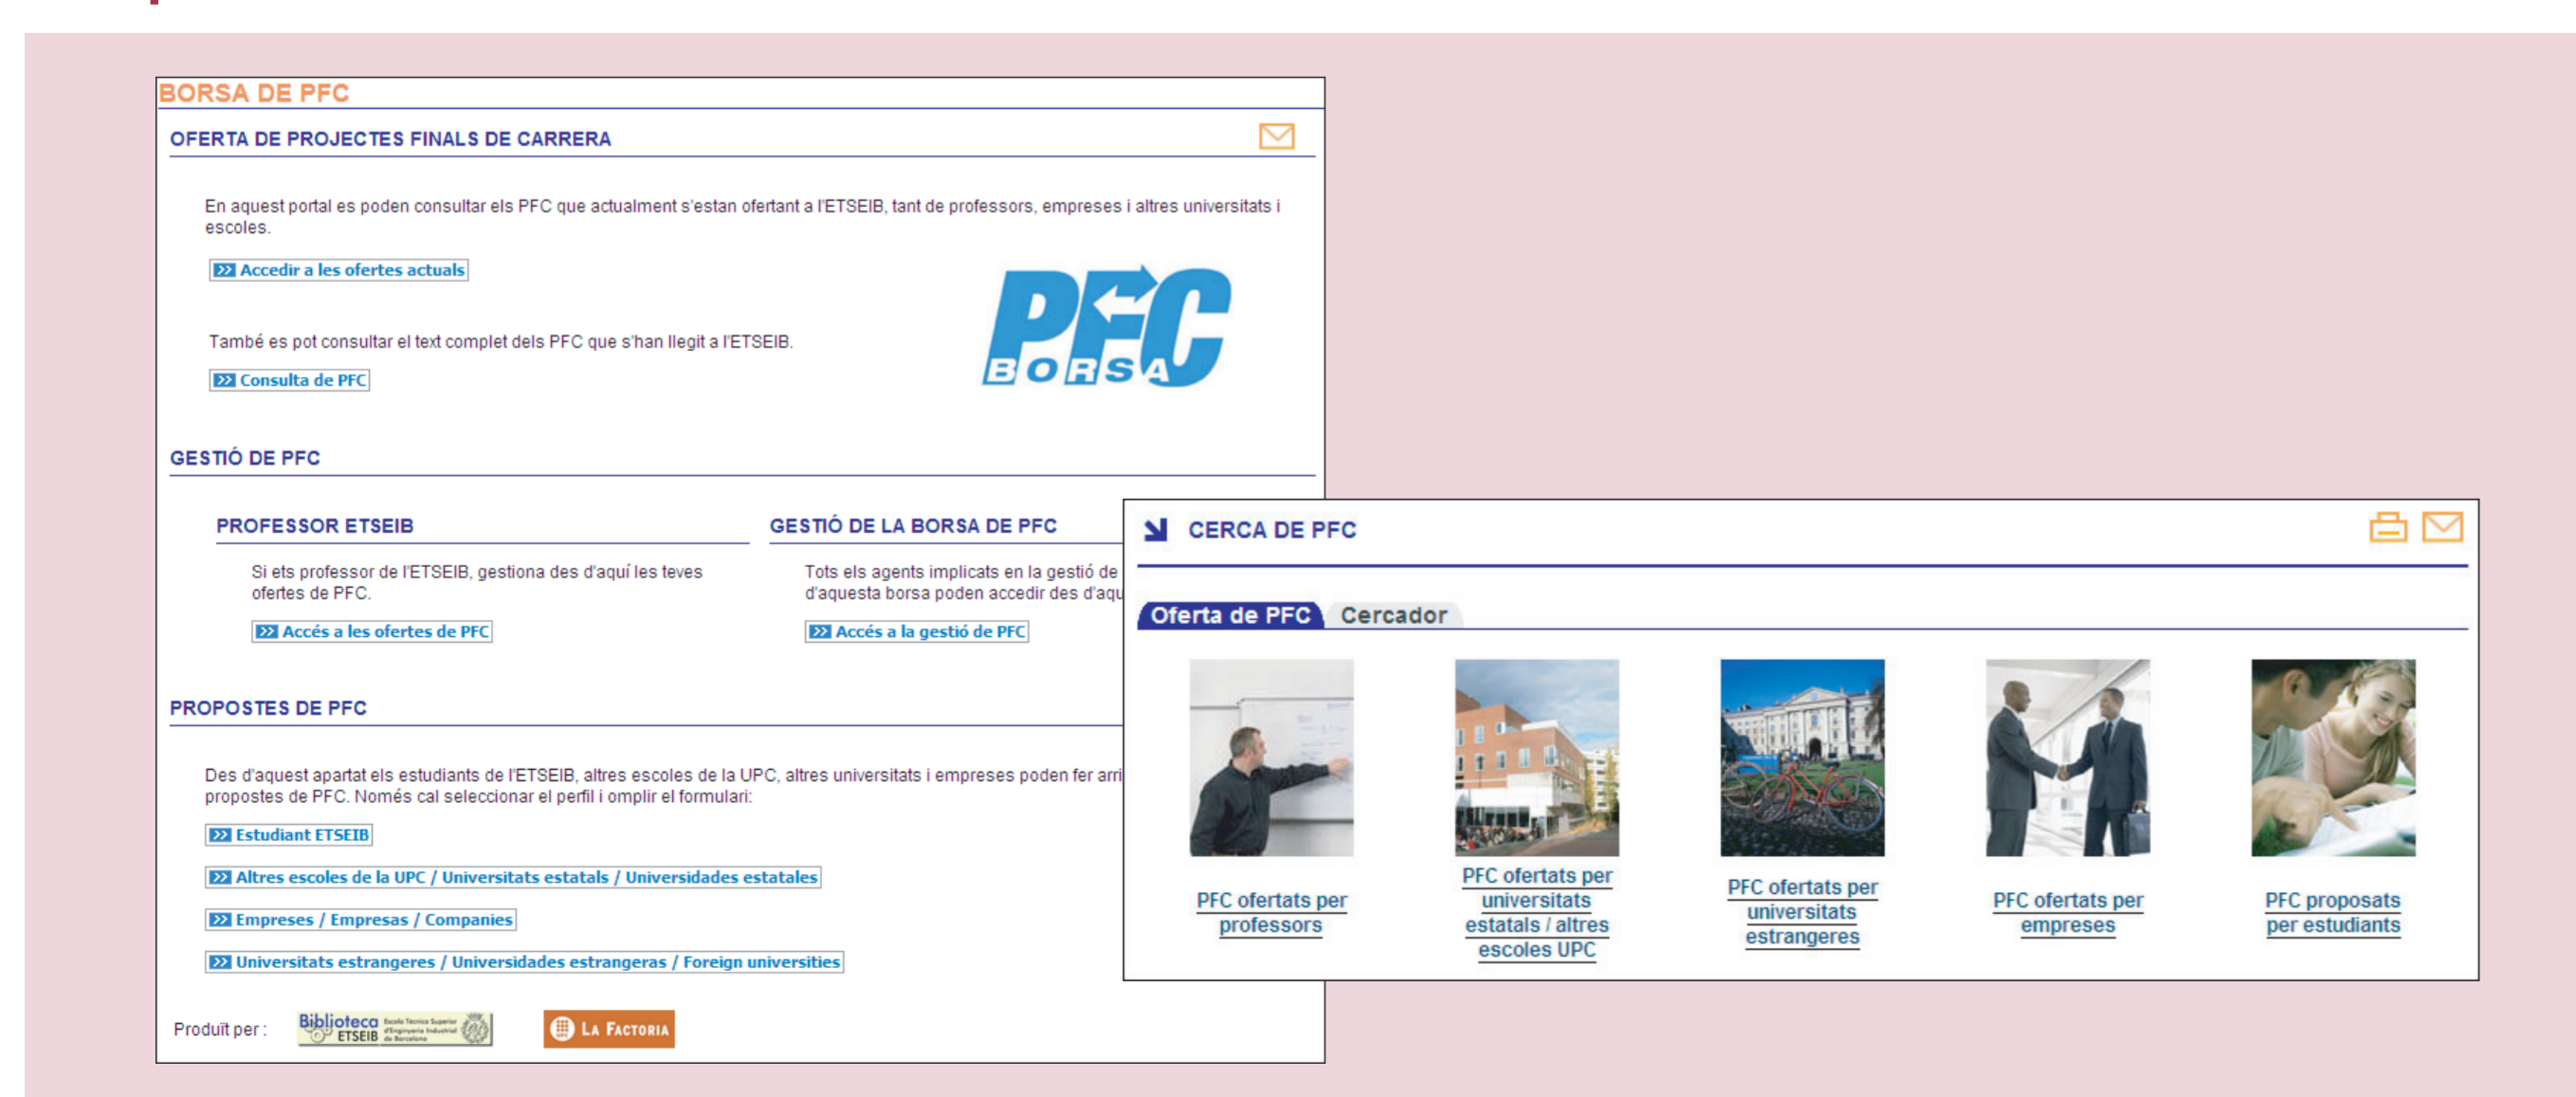 BORSA DE PFC
OFERTA DE PROJECTES FINALS DE CARRERA
En aquest portal es poden consultar els PFC que actualment s'estan ofertant a l'ETSEIB, tant de professors, empreses i altres universitats i
escoles.
Accedir a les ofertes actuals
També es pot consultar el text complet dels PFC que s'han llegit a l'ETSEIB.
Consulta de PFC
PFC
BORSA
GESTIÓ DE PFC
PROFESSOR ETSEIB
Si ets professor de l'ETSEIB, gestiona des d'aquí les teves
ofertes de PFC.
Accés a les ofertes de PFC
GESTIÓ DE LA BORSA DE PFC
Tots els agents implicats en la gestió de
d'aquesta borsa poden accedir des d'aqu
Accés a la gestió de PFC
PROPOSTES DE PFC
Des d'aquest apartat els estudiants de l'ETSEIB, altres escoles de la UPC, altres universitats i empreses poden fer arri
propostes de PFC. Només cal seleccionar el perfil i omplir el formulari:
Estudiant ETSEIB
Altres escoles de la UPC / Universitats estatals / Universidades estatales
Empreses / Empresas / Companies
Universitats estrangeres / Universidades estrangeras / Foreign universities
Produït per :
Biblioteca
ETSEIB
Escola Tècnica Superior
d'Enginyeria Industrial
de Barcelona
LA FACTORIA
CERCA DE PFC
Oferta de PFC
Cercador
PFC ofertats per
professors
PFC ofertats per
universitats
estatals / altres
escoles UPC
PFC ofertats per
universitats
estrangeres
PFC ofertats per
empreses
PFC proposats
per estudiants